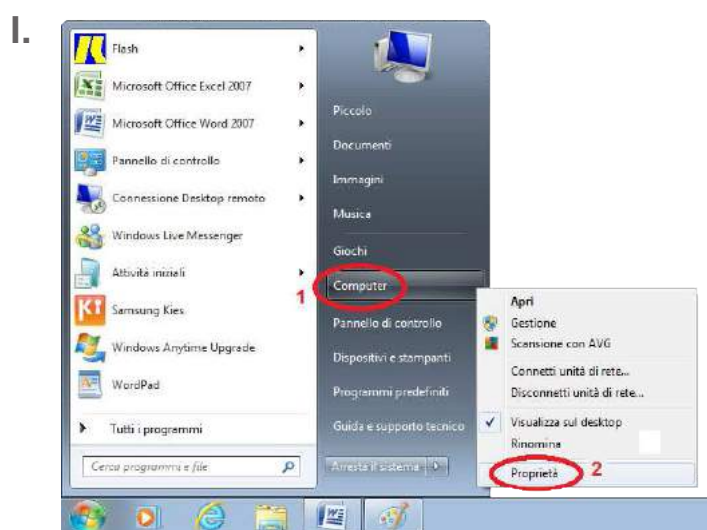 I.
Flash
Microsoft Office Excel 2007
Microsoft Office Word 2007
Pannello di controllo
Connessione Desktop remoto
Windows Live Messenger
Attività iniziali
Samsung Kies
Windows Anytime Upgrade
WordPad
Tutti i programmi
Cerca programmi e file
Piccolo
Documenti
Immagini
Musica
Giochi
1
Computer
Pannello di controllo
Dispositivi e stampanti
Programmi predefiniti
Guida e supporto tecnico
Arresta il sistema
Apri
Gestione
Scansione con AVG
Connetti unità di rete...
Disconnetti unità di rete...
Visualizza sul desktop
Rinomina
Proprietà
2